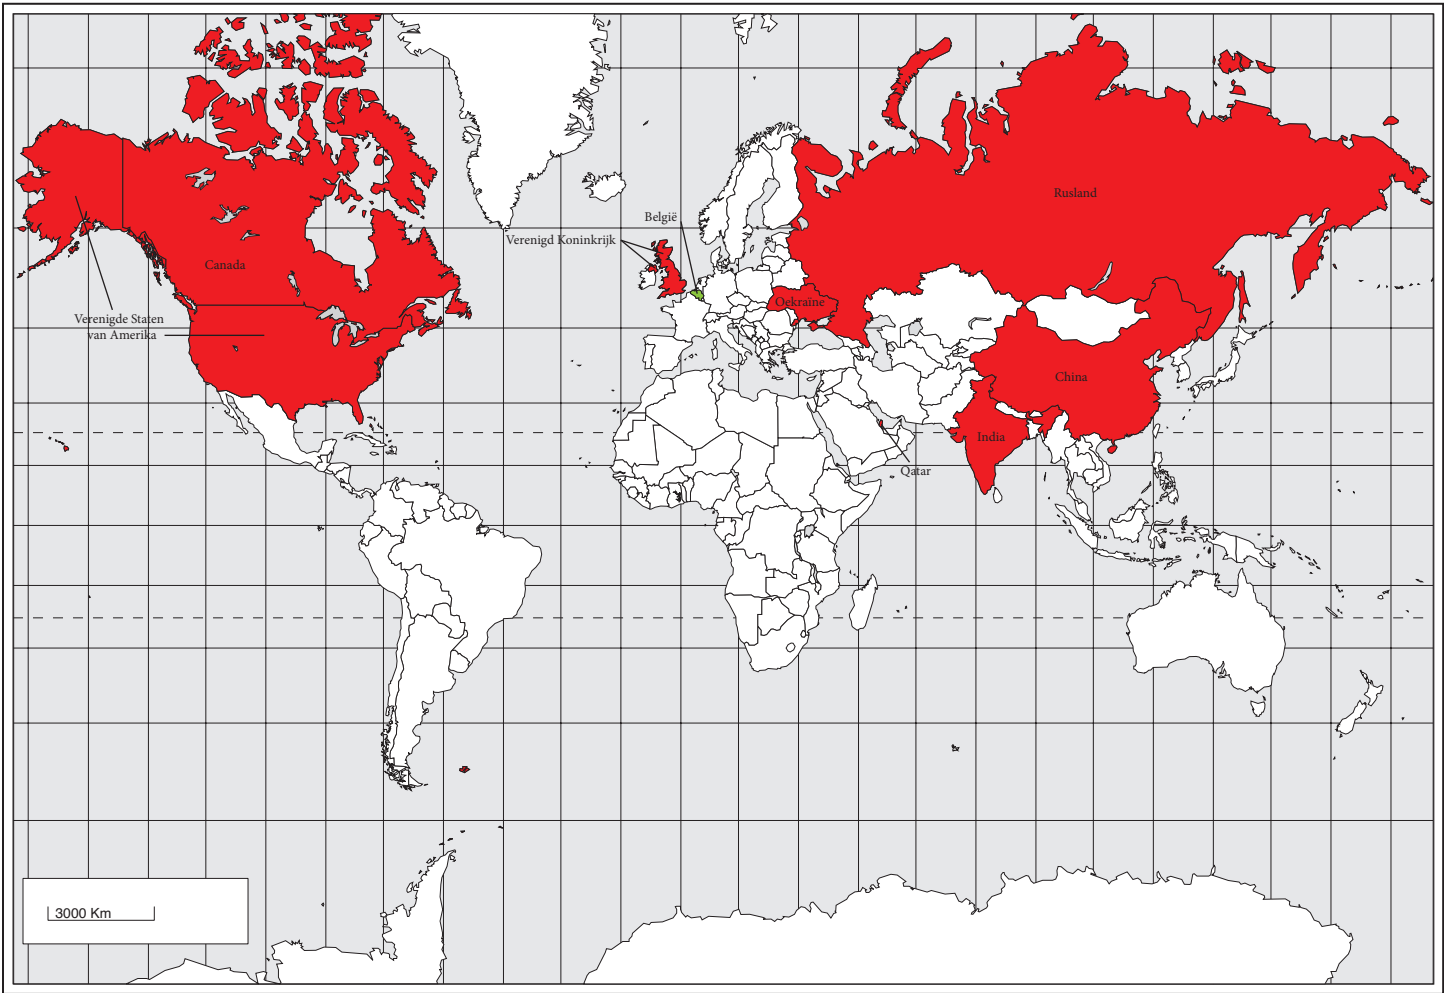 Rusland
België
Verenigd Koninkrijk
Canada
Oekraïne
Verenigde Staten
van Amerika
China
India
Qatar
3000 Km